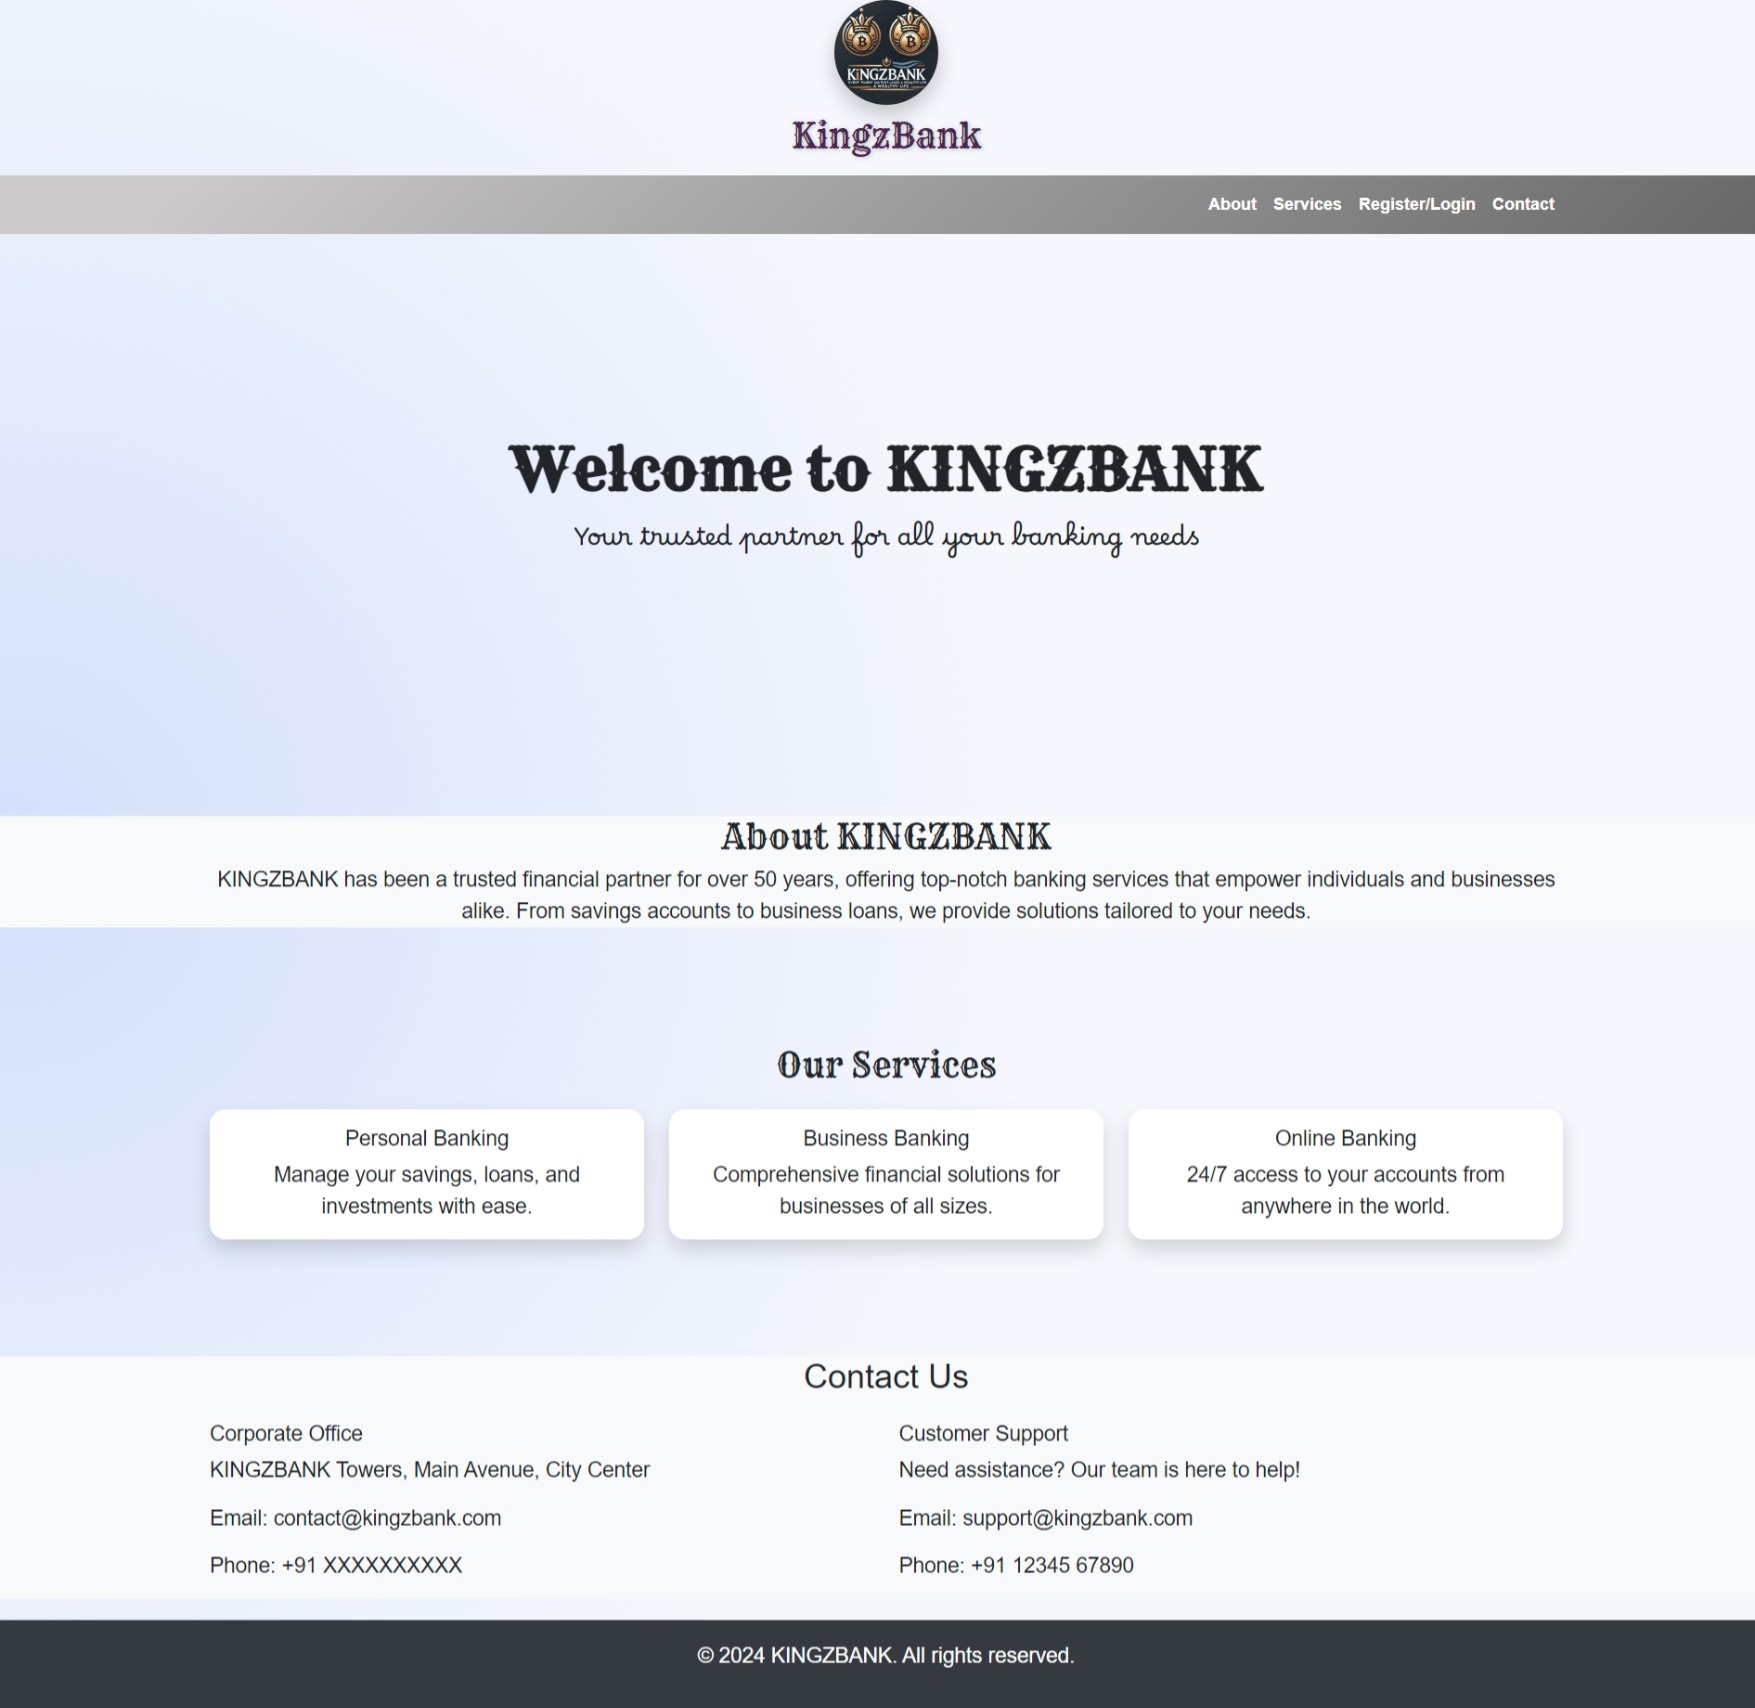 KiNGZBANK
A WEALTHY LIFE
KingzBank
About Services Register/Login Contact
Welcome to KINGZBANK
Your trusted partner for all your banking needs
About KINGZBANK
KINGZBANK has been a trusted financial partner for over 50 years, offering top-notch banking services that empower individuals and businesses
alike. From savings accounts to business loans, we provide solutions tailored to your needs.
Our Services
Personal Banking
Manage your savings, loans, and
investments with ease.
Business Banking
Comprehensive financial solutions for
businesses of all sizes.
Online Banking
24/7 access to your accounts from
anywhere in the world.
Contact Us
Corporate Office
KINGZBANK Towers, Main Avenue, City Center
Email: contact@kingzbank.com
Phone: +91 XXXXXXXXXX
Customer Support
Need assistance? Our team is here to help!
Email: support@kingzbank.com
Phone: +91 12345 67890
© 2024 KINGZBANK. All rights reserved.